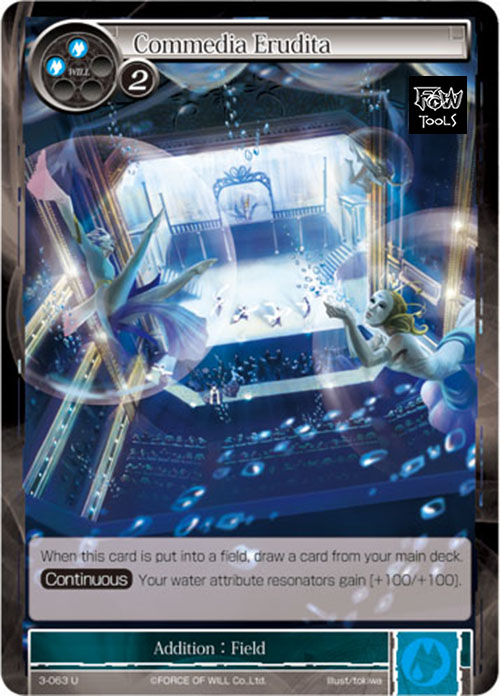 Commedia Erudita
WILL
2
FOW
TOOLS
When this card is put into a field, draw a card from your main deck.
Continuous Your water attribute resonators gain [+100/+100].
Addition : Field
3-063 U ©FORCE OF WILL Co.,Ltd. Illust/tokiwa